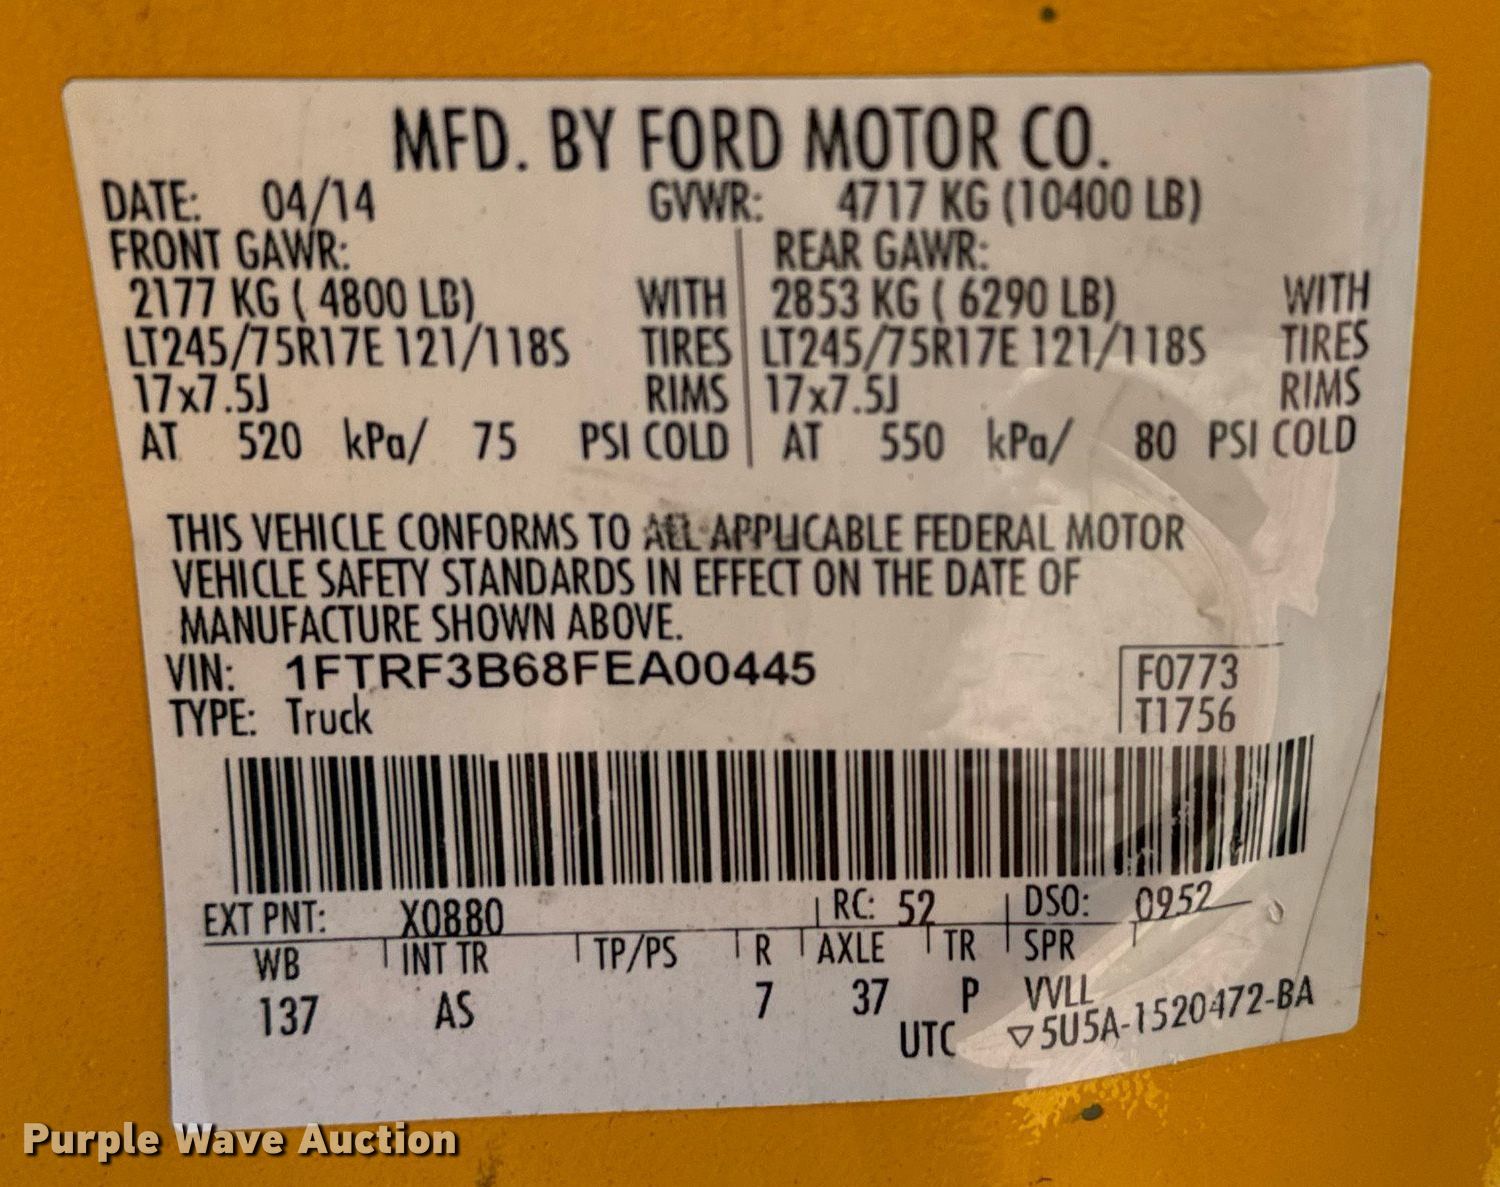 MFD. BY FORD MOTOR CO.
DATE: 04/14 GVWR: 4717 KG (10400 LB)
FRONT GAWR: REAR GAWR:
2177 KG ( 4800 LB) WITH 2853 KG ( 6290 LB) WITH
LT245/75R17E 121/118S TIRES LT245/75R17E 121/118S TIRES
17x7.5J RIMS 17x7.5J RIMS
AT 520 kPa/ 75 PSI COLD AT 550 kPa/ 80 PSI COLD
THIS VEHICLE CONFORMS TO ALL APPLICABLE FEDERAL MOTOR
VEHICLE SAFETY STANDARDS IN EFFECT ON THE DATE OF
MANUFACTURE SHOWN ABOVE.
VIN: 1FTRF3B68FEA00445 F0773
TYPE: Truck T1756
EXT PNT: X0880 RC: 52 DSO: 0952
WB INT TR TP/PS R AXLE TR SPR
137 AS 7 37 P VVLL
UTC ▽5U5A-1520472-BA
Purple Wave Auction